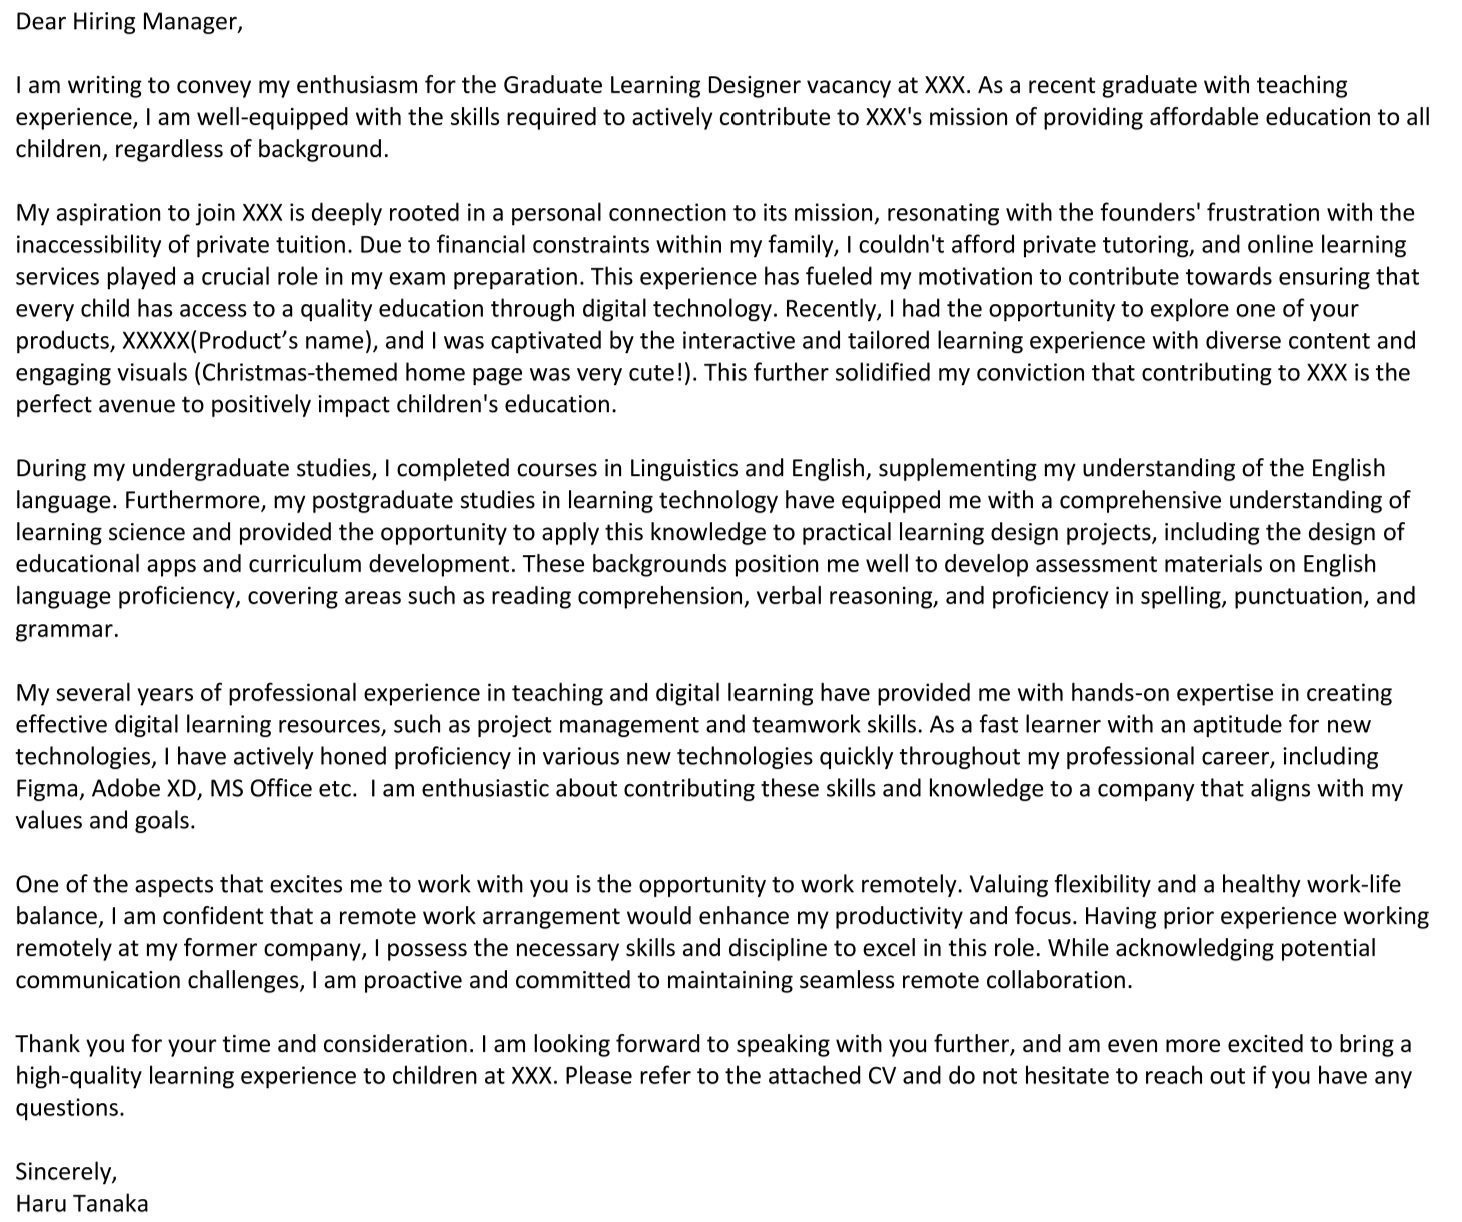 Dear Hiring Manager,
I am writing to convey my enthusiasm for the Graduate Learning Designer vacancy at XXX. As a recent graduate with teaching
experience, I am well-equipped with the skills required to actively contribute to XXX's mission of providing affordable education to all
children, regardless of background.
My aspiration to join XXX is deeply rooted in a personal connection to its mission, resonating with the founders' frustration with the
inaccessibility of private tuition. Due to financial constraints within my family, I couldn't afford private tutoring, and online learning
services played a crucial role in my exam preparation. This experience has fueled my motivation to contribute towards ensuring that
every child has access to a quality education through digital technology. Recently, I had the opportunity to explore one of your
products, XXXXX(Product’s name), and I was captivated by the interactive and tailored learning experience with diverse content and
engaging visuals (Christmas-themed home page was very cute!). This further solidified my conviction that contributing to XXX is the
perfect avenue to positively impact children's education.
During my undergraduate studies, I completed courses in Linguistics and English, supplementing my understanding of the English
language. Furthermore, my postgraduate studies in learning technology have equipped me with a comprehensive understanding of
learning science and provided the opportunity to apply this knowledge to practical learning design projects, including the design of
educational apps and curriculum development. These backgrounds position me well to develop assessment materials on English
language proficiency, covering areas such as reading comprehension, verbal reasoning, and proficiency in spelling, punctuation, and
grammar.
My several years of professional experience in teaching and digital learning have provided me with hands-on expertise in creating
effective digital learning resources, such as project management and teamwork skills. As a fast learner with an aptitude for new
technologies, I have actively honed proficiency in various new technologies quickly throughout my professional career, including
Figma, Adobe XD, MS Office etc.  I am enthusiastic about contributing these skills and knowledge to a company that aligns with my
values and goals.
One of the aspects that excites me to work with you is the opportunity to work remotely. Valuing flexibility and a healthy work-life
balance, I am confident that a remote work arrangement would enhance my productivity and focus. Having prior experience working
remotely at my former company, I possess the necessary skills and discipline to excel in this role. While acknowledging potential
communication challenges, I am proactive and committed to maintaining seamless remote collaboration.
Thank you for your time and consideration. I am looking forward to speaking with you further, and am even more excited to bring a
high-quality learning experience to children at XXX. Please refer to the attached CV and do not hesitate to reach out if you have any
questions.
Sincerely,
Haru Tanaka